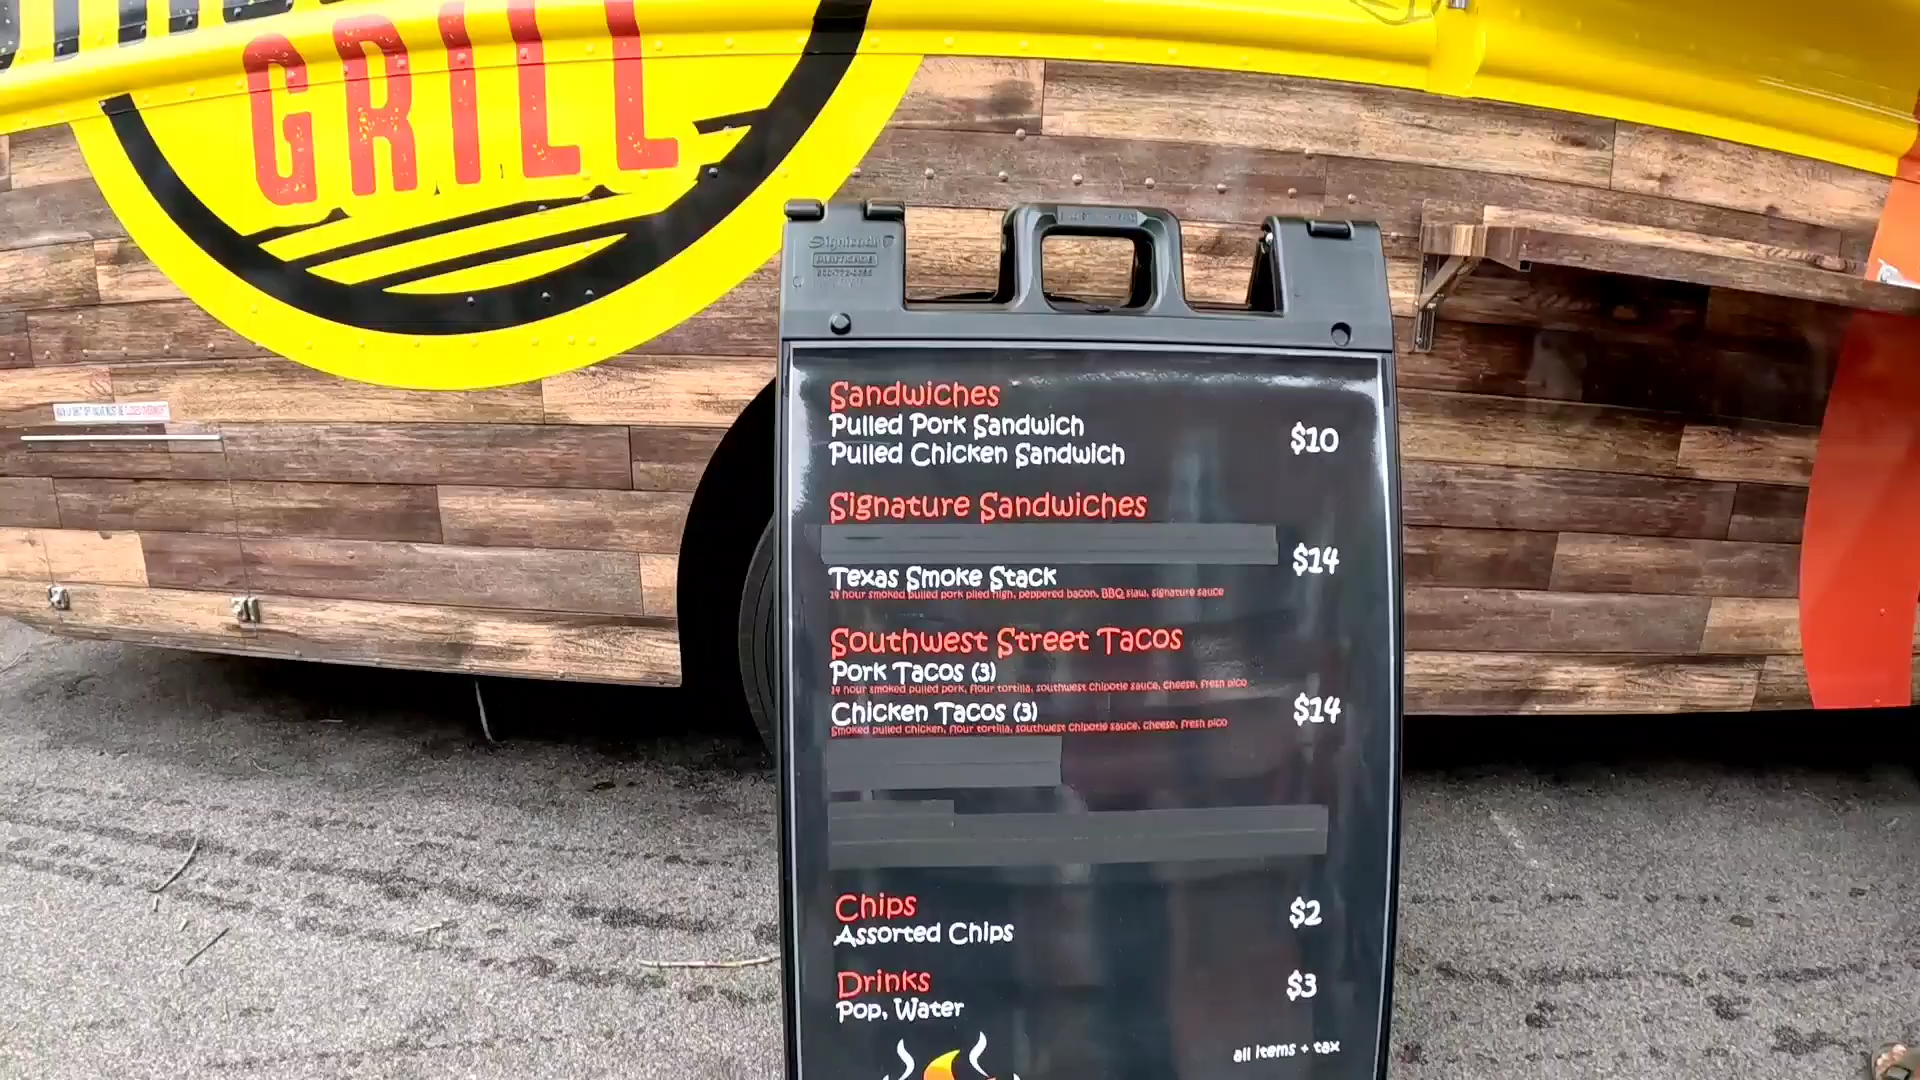 GRILL
Sandwiches
Pulled Pork Sandwich
Pulled Chicken Sandwich
$10
Signature Sandwiches
$14
Texas Smoke Stack
14 hour smoked pulled pork piled high, peppered bacon, BBQ slaw, signature sauce
Southwest Street Tacos
Pork Tacos (3)
14 hour smoked pulled pork, flour tortilla, southwest chipotle sauce, cheese, fresh pico
Chicken Tacos (3)
$14
Smoked pulled chicken, flour tortilla, southwest chipotle sauce, cheese, fresh pico
Chips
$2
Assorted Chips
Drinks
$3
Pop, Water
all items + tax